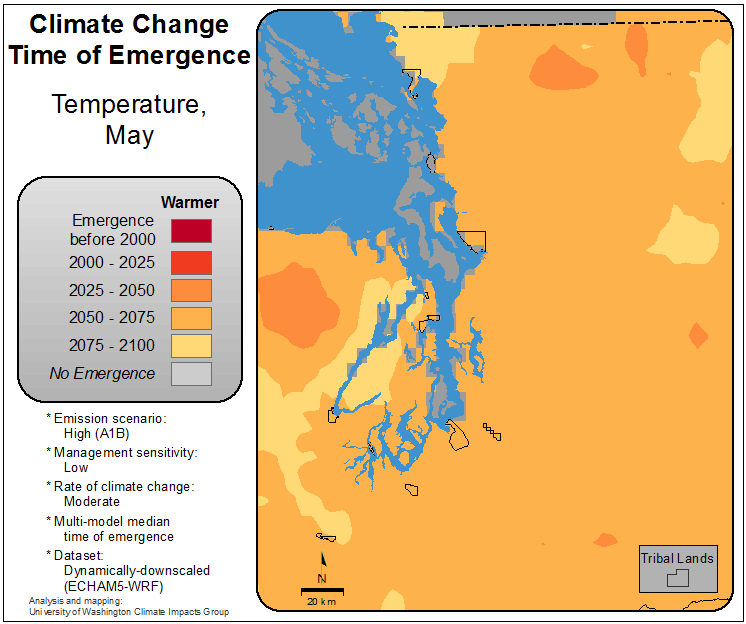 Climate Change
Time of Emergence
Temperature,
May
Warmer
Emergence
before 2000
2000 - 2025
2025 - 2050
2050 - 2075
2075 - 2100
No Emergence
* Emission scenario:
High (A1B)
* Management sensitivity:
Low
* Rate of climate change:
Moderate
* Multi-model median
time of emergence
* Dataset:
Dynamically-downscaled
(ECHAM5-WRF)
Analysis and mapping:
University of Washington Climate Impacts Group
N
20 km
Tribal Lands